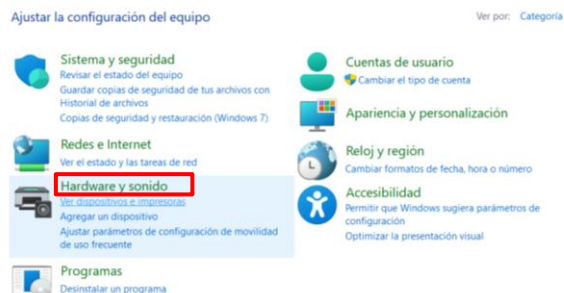 Ajustar la configuración del equipo
Ver por: Categoría
Sistema y seguridad
Revisar el estado del equipo
Guardar copias de seguridad de tus archivos con
Historial de archivos
Copias de seguridad y restauración (Windows 7)
Redes e Internet
Ver el estado y las tareas de red
Hardware y sonido
Ver dispositivos e impresoras
Agregar un dispositivo
Ajustar parámetros de configuración de movilidad
de uso frecuente
Programas
Desinstalar un programa
Cuentas de usuario
Cambiar el tipo de cuenta
Apariencia y personalización
Reloj y región
Cambiar formatos de fecha, hora o número
Accesibilidad
Permitir que Windows sugiera parámetros de
configuración
Optimizar la presentación visual